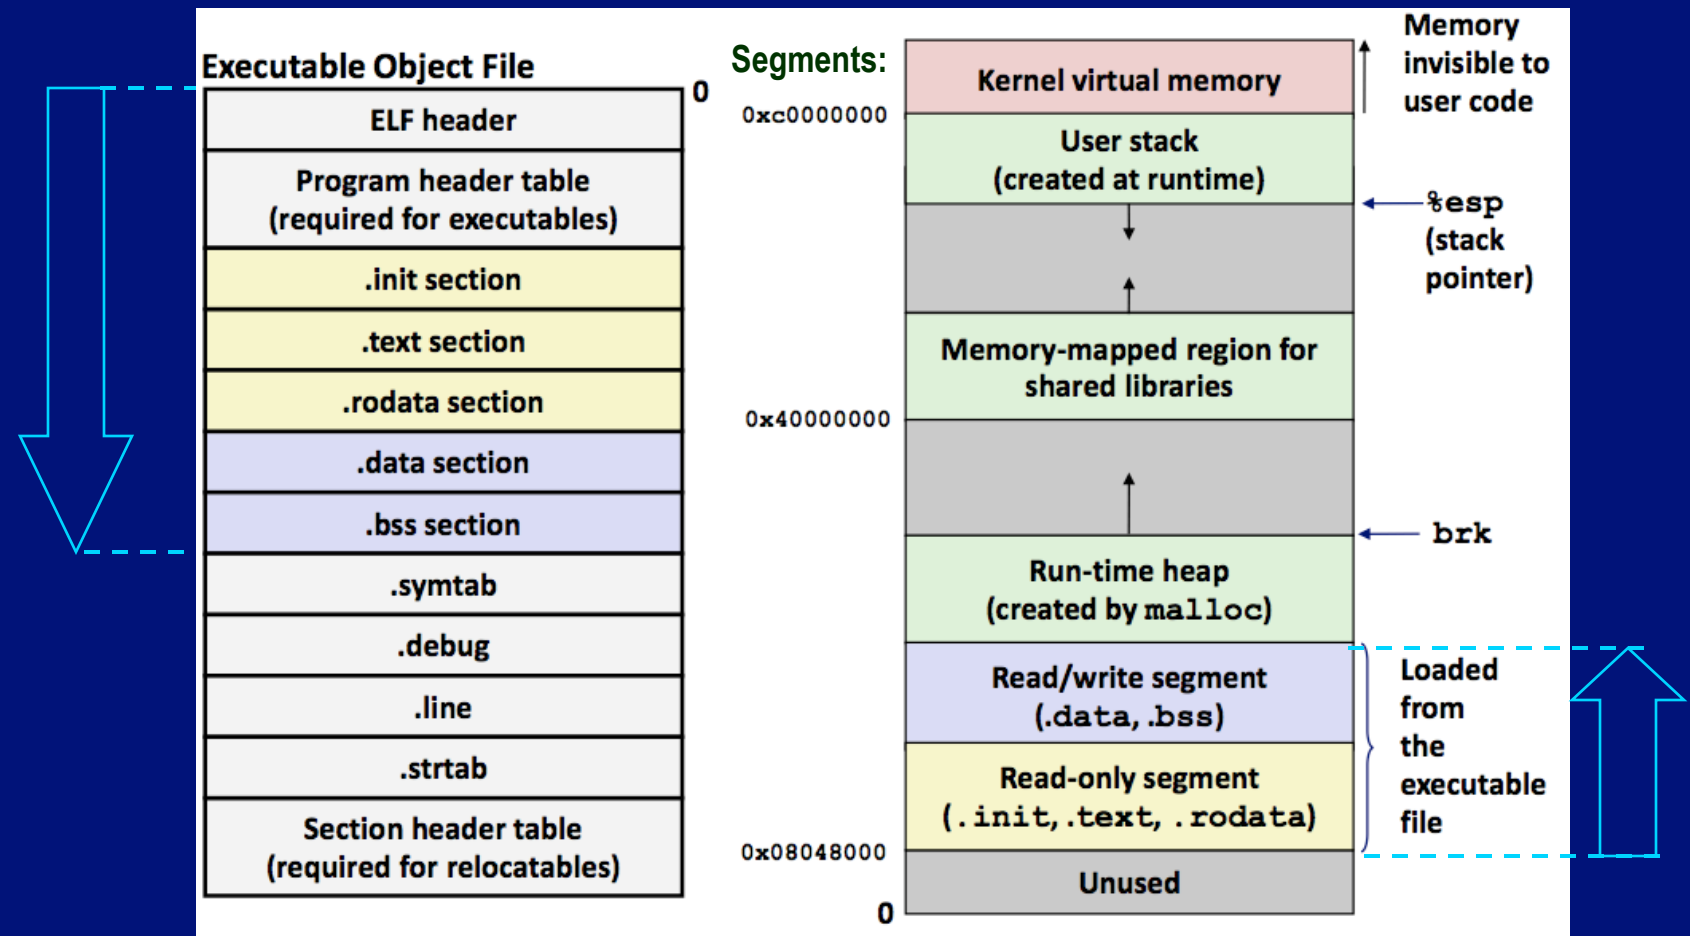 Executable Object File
0
ELF header
Program header table
(required for executables)
.init section
.text section
.rodata section
.data section
.bss section
.symtab
.debug
.line
.strtab
Section header table
(required for relocatables)
Segments:
Kernel virtual memory
Memory
invisible to
user code
0xc0000000
User stack
(created at runtime)
%esp
(stack
pointer)
Memory-mapped region for
shared libraries
0x40000000
brk
Run-time heap
(created by malloc)
Read/write segment
(.data, .bss)
Read-only segment
(.init, .text, .rodata)
Loaded
from
the
executable
file
0x08048000
Unused
0